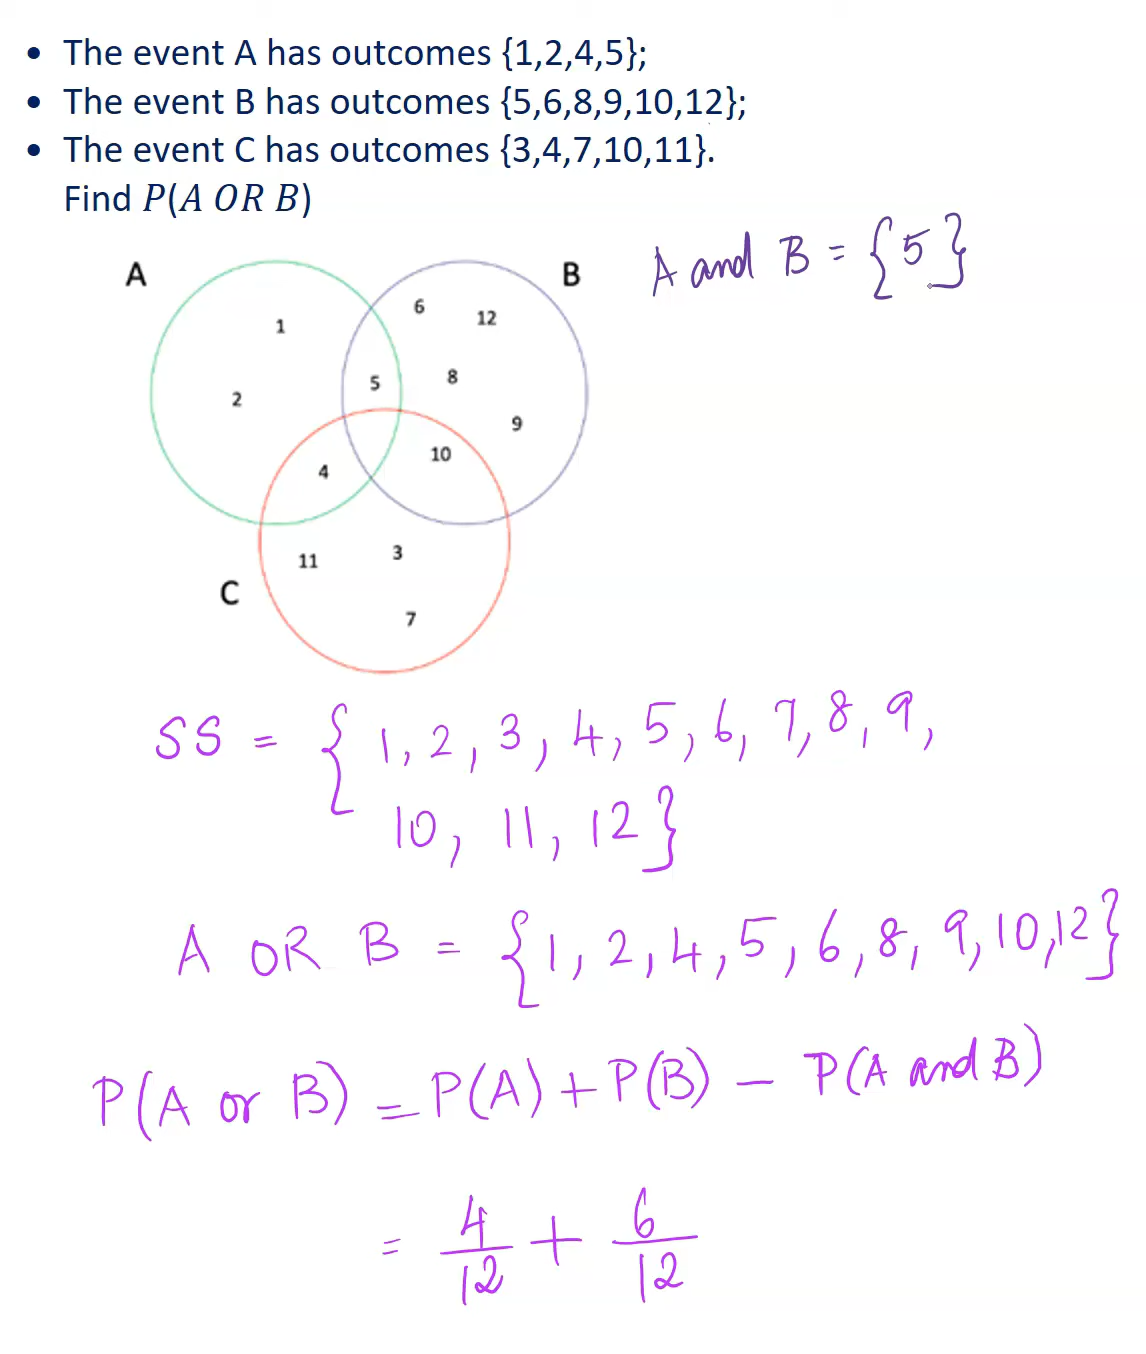 • The event A has outcomes {1,2,4,5};
• The event B has outcomes {5,6,8,9,10,12};
• The event C has outcomes {3,4,7,10,11}.
Find P(A OR B)
A and B = {5}
A
B
6
12
1
5
8
2
9
10
4
11
3
C
7
SS = {1, 2, 3, 4, 5, 6, 7, 8, 9,
10, 11, 12}
A OR B = {1, 2, 4, 5, 6, 8, 9, 10, 12}
P(A or B) = P(A) + P(B) - P(A and B)
= 4/12 + 6/12